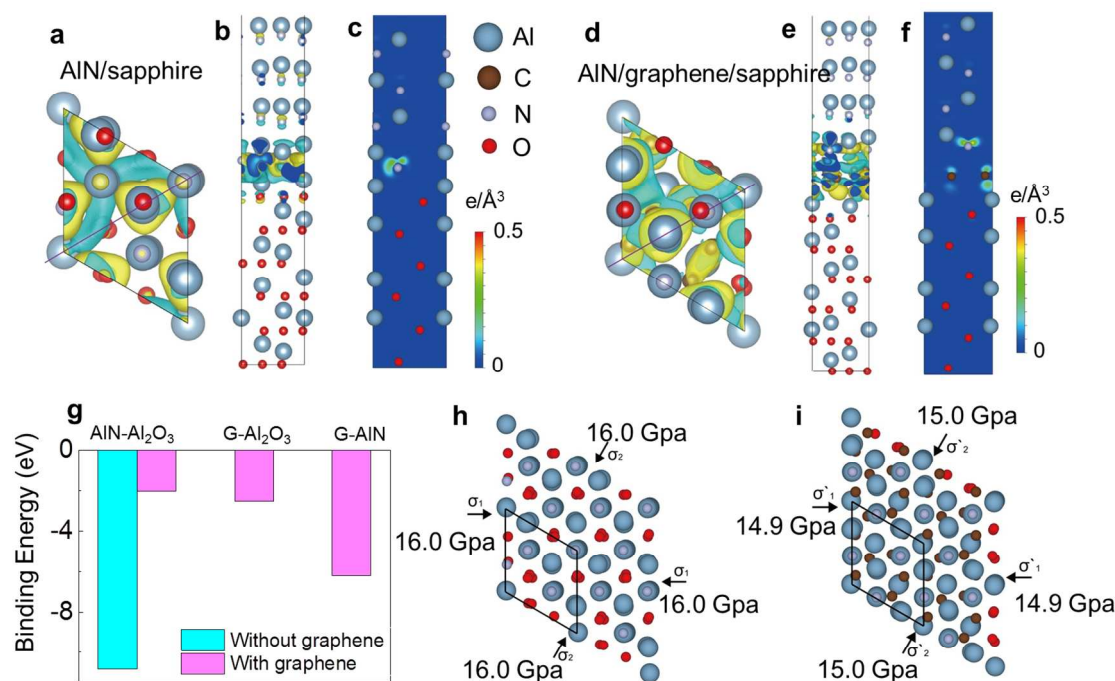 a
AlN/sapphire
b
c
Al
C
N
O
e/Å³
0.5
0
d
AlN/graphene/sapphire
e
f
e/Å³
0.5
0
g
AlN-Al₂O₃
G-Al₂O₃
G-AlN
Binding Energy (eV)
0
-4
-8
Without graphene
With graphene
h
16.0 Gpa
σ₂
σ₁
16.0 Gpa
σ₁
16.0 Gpa
σ₂
16.0 Gpa
i
15.0 Gpa
σ`₂
σ`₁
14.9 Gpa
σ`₁
14.9 Gpa
σ`₂
15.0 Gpa